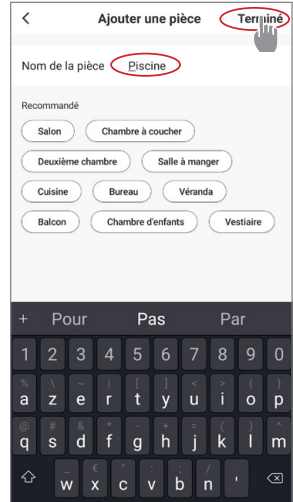 Ajouter une pièce Terminé
Nom de la pièce Piscine
Recommandé
Salon Chambre à coucher
Deuxième chambre Salle à manger
Cuisine Bureau Véranda
Balcon Chambre d'enfants Vestiaire
+ Pour Pas Par
1 2 3 4 5 6 7 8 9 0
a z e r t y u i o p
q s d f g h j k l m
w x c v b n '